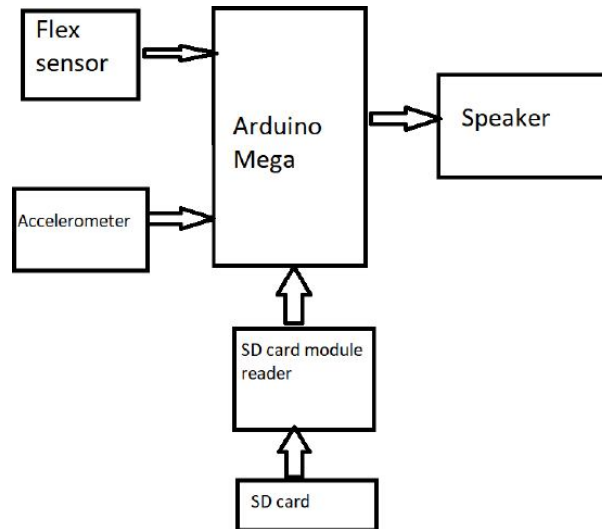 Flex
sensor
Arduino
Mega
Speaker
Accelerometer
SD card module
reader
SD card